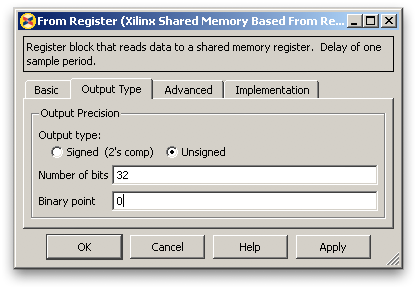 From Register (Xilinx Shared Memory Based From Re...
Register block that reads data to a shared memory register. Delay of one
sample period.
Basic Output Type Advanced Implementation
Output Precision
Output type:
Signed (2's comp) Unsigned
Number of bits 32
Binary point 0
OK Cancel Help Apply